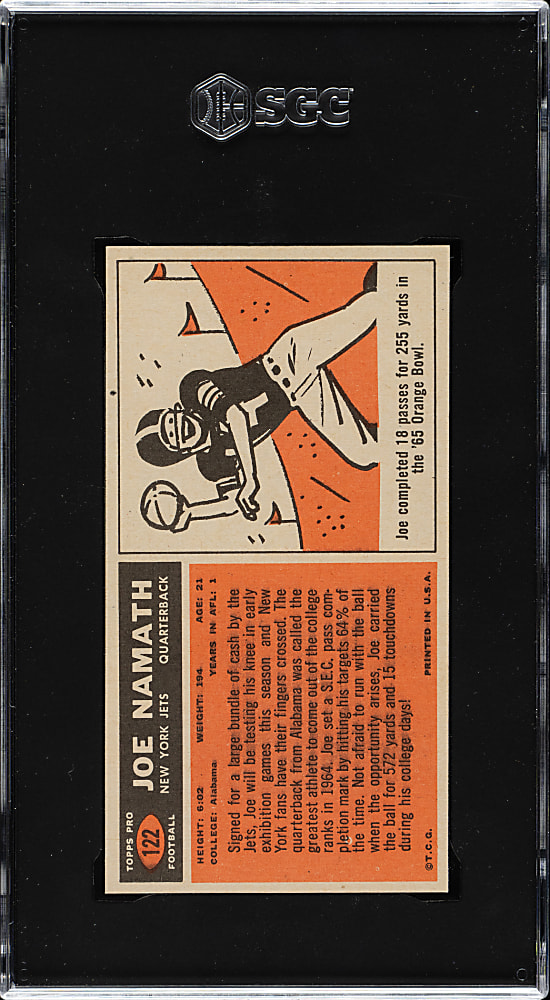 SGC
TOPPS PRO
122
FOOTBALL
JOE NAMATH
NEW YORK JETS QUARTERBACK
HEIGHT: 6:02 WEIGHT: 194 AGE: 21
COLLEGE: Alabama YEARS IN AFL: 1
Signed for a large bundle of cash by the
Jets, Joe will be testing his knee in early
exhibition games this season and New
York fans have their fingers crossed. The
quarterback from Alabama was called the
greatest athlete to come out of the college
ranks in 1964. Joe set a S.E.C. pass com-
pletion mark by hitting his targets 64% of
the time. Not afraid to run with the ball
when the opportunity arises, Joe carried
the ball for 572 yards and 15 touchdowns
during his college days!
©T.C.G. PRINTED IN U.S.A.
Joe completed 18 passes for 255 yards in
the '65 Orange Bowl.